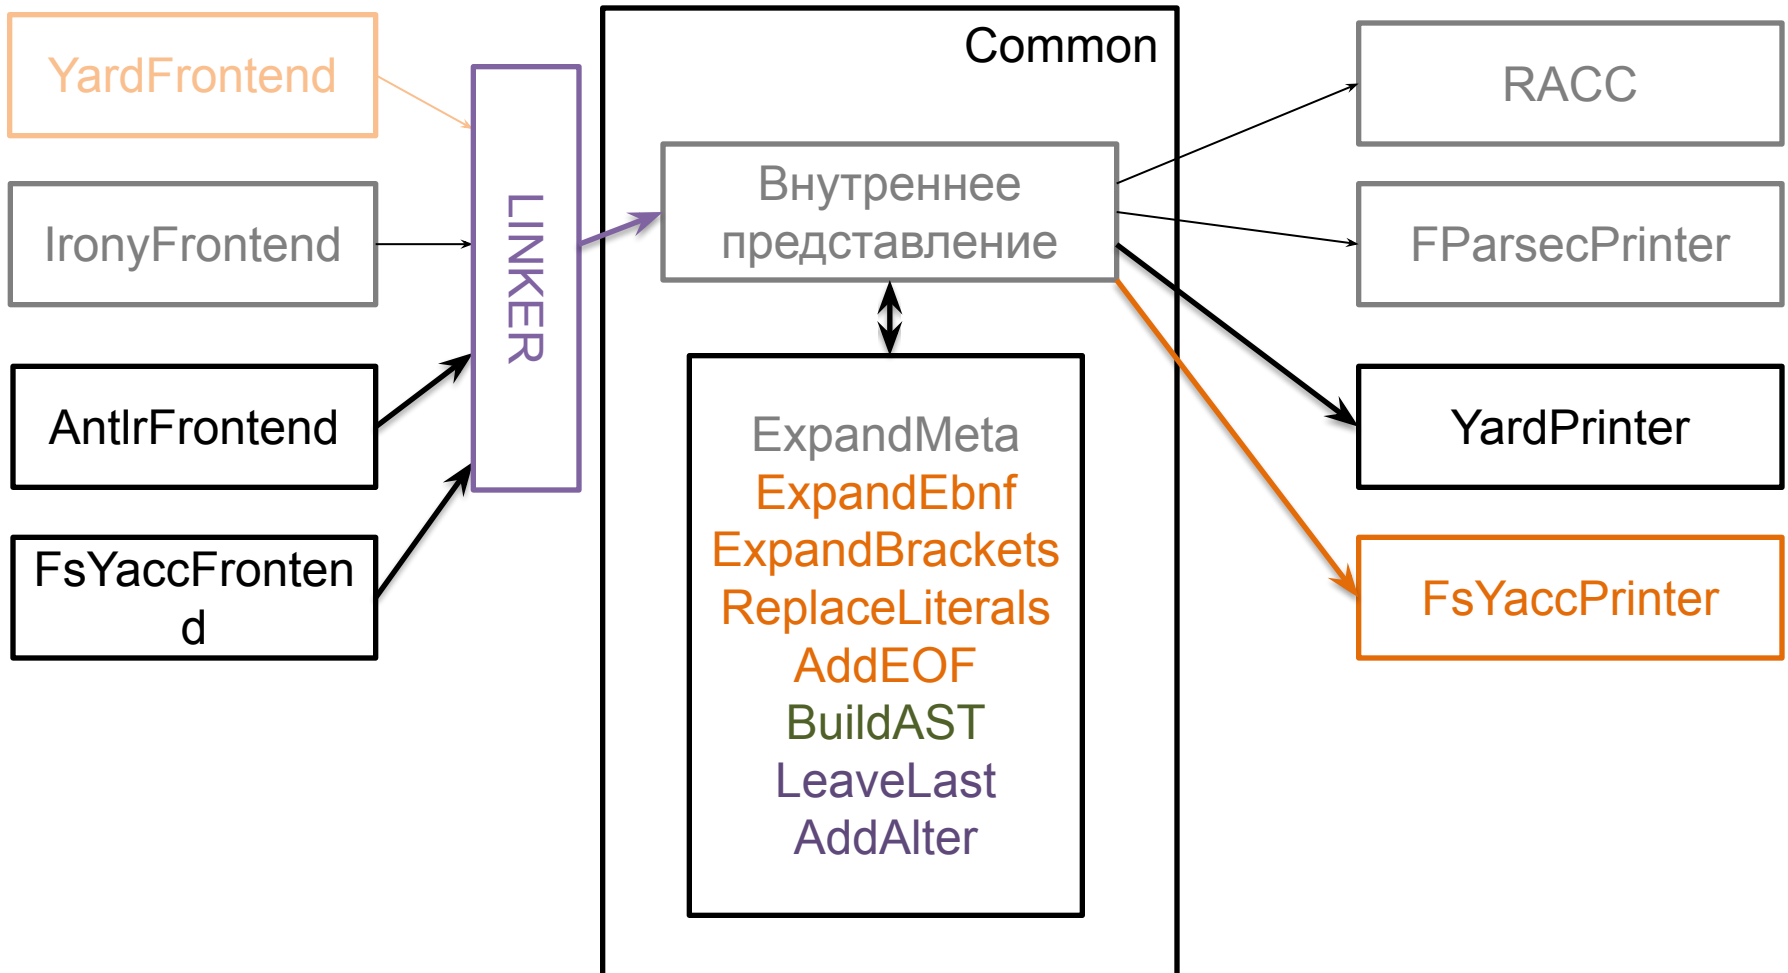 YardFrontend
IronyFrontend
AntlrFrontend
FsYaccFronten
d
LINKER
Common
Внутреннее
представление
ExpandMeta
ExpandEbnf
ExpandBrackets
ReplaceLiterals
AddEOF
BuildAST
LeaveLast
AddAlter
RACC
FParsecPrinter
YardPrinter
FsYaccPrinter